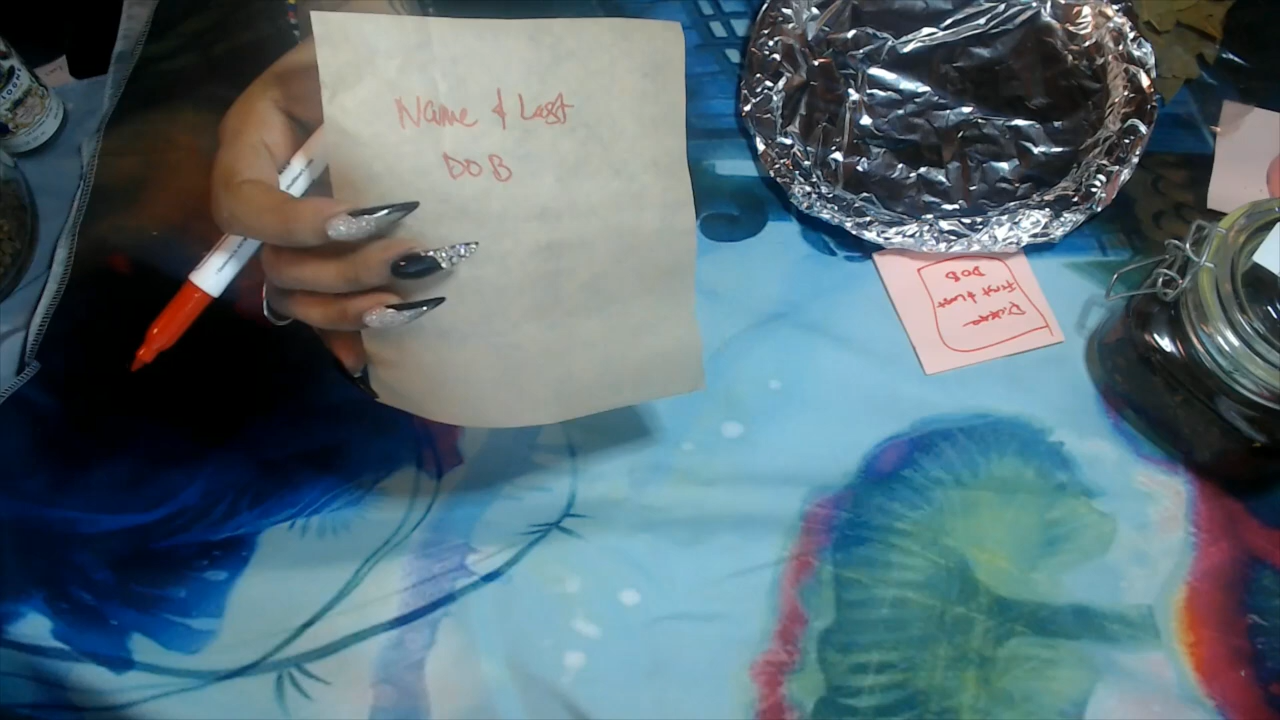 Name & Last
DOB
Picture
First & Last
DOB